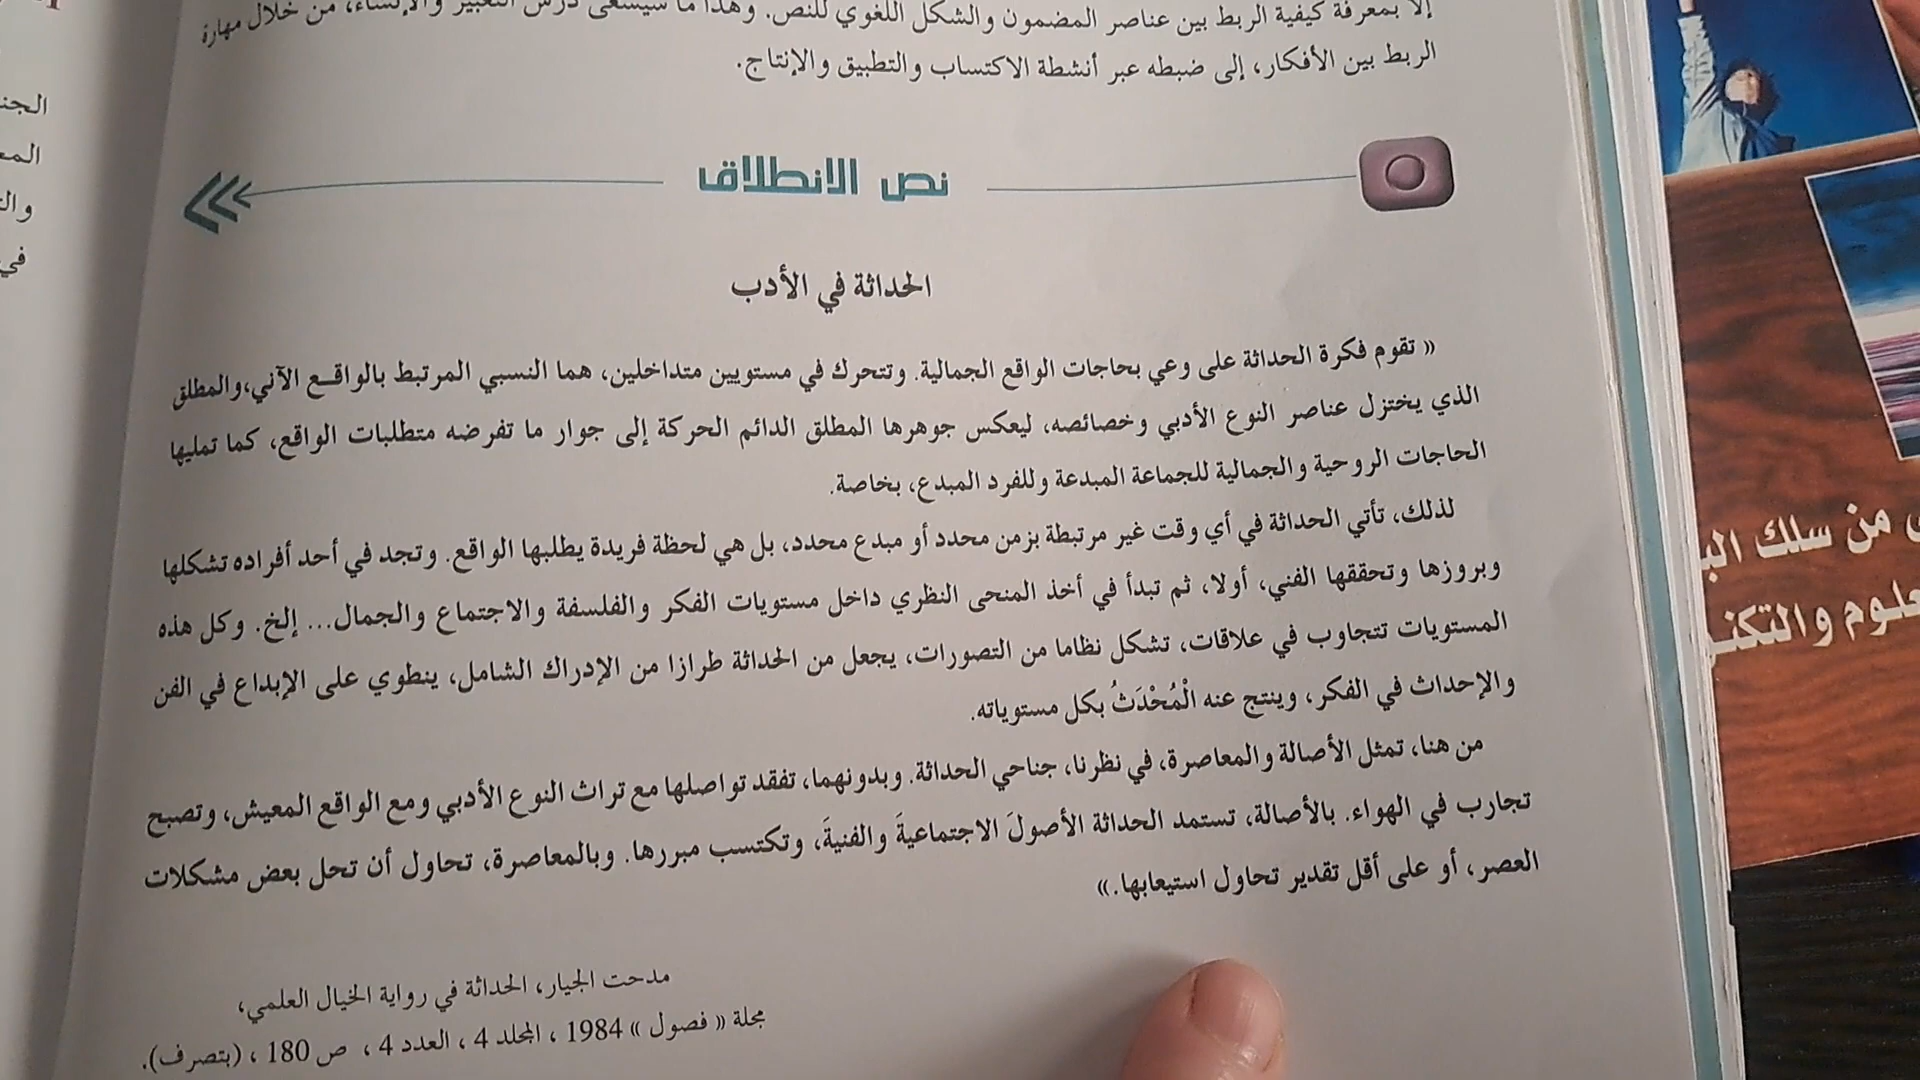 إلا بمعرفة كيفية الربط بين عناصر المضمون والشكل اللغوي للنص. وهذا ما سيسعى درس التعبير والإنشاء، من خلال مهارة
الربط بين الأفكار، إلى ضبطه عبر أنشطة الاكتساب والتطبيق والإنتاج.
نص الانطلاق
الحداثة في الأدب
« تقوم فكرة الحداثة على وعي بحاجات الواقع الجمالية. وتتحرك في مستويين متداخلين، هما النسبي المرتبط بالواقع الآني،والمطلق
الذي يختزل عناصر النوع الأدبي وخصائصه، ليعكس جوهرها المطلق الدائم الحركة إلى جوار ما تفرضه متطلبات الواقع، كما تمليها
الحاجات الروحية والجمالية للجماعة المبدعة وللفرد المبدع، بخاصة.
لذلك، تأتي الحداثة في أي وقت غير مرتبطة بزمن محدد أو مبدع محدد، بل هي لحظة فريدة يطلبها الواقع. وتجد في أحد أفراده تشكلها
وبروزها وتحققها الفني، أولا، ثم تبدأ في أخذ المنحى النظري داخل مستويات الفكر والفلسفة والاجتماع والجمال... إلخ. وكل هذه
المستويات تتجاوب في علاقات، تشكل نظاما من التصورات، يجعل من الحداثة طرازا من الإدراك الشامل، ينطوي على الإبداع في الفن
والإحداث في الفكر، وينتج عنه الْمُحْدَثُ بكل مستوياته.
من هنا، تمثل الأصالة والمعاصرة، في نظرنا، جناحي الحداثة. وبدونهما، تفقد تواصلها مع تراث النوع الأدبي ومع الواقع المعيش، وتصبح
تجارب في الهواء. بالأصالة، تستمد الحداثة الأصولَ الاجتماعيةَ والفنيةَ، وتكتسب مبررها. وبالمعاصرة، تحاول أن تحل بعض مشكلات
العصر، أو على أقل تقدير تحاول استيعابها.»
مدحت الجيار، الحداثة في رواية الخيال العلمي،
مجلة « فصول » 1984 ، المجلد 4 ، العدد 4 ، ص 180 ، (بتصرف).
من سلك
والتكنو